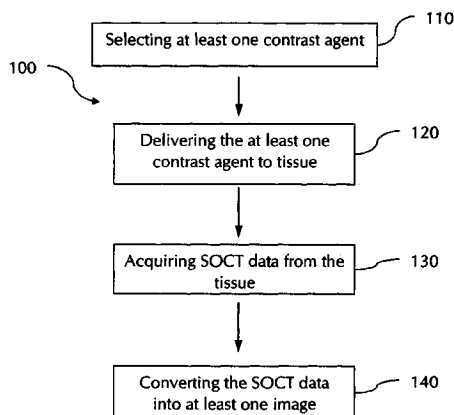 Selecting at least one contrast agent
110
100
Delivering the at least one
contrast agent to tissue
120
Acquiring SOCT data from the
tissue
130
Converting the SOCT data
into at least one image
140